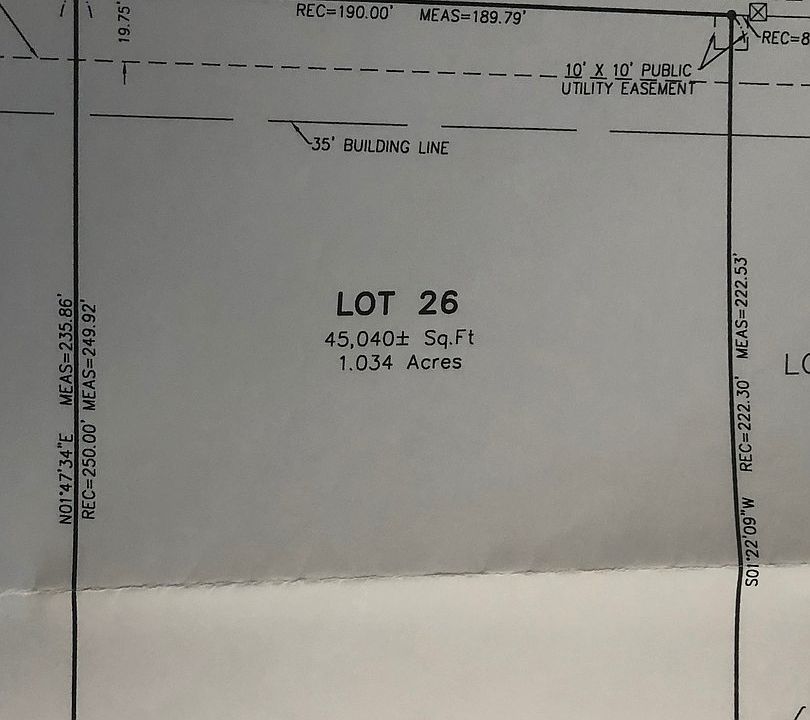 19.75'
REC=190.00' MEAS=189.79'
REC=8
10' X 10' PUBLIC
UTILITY EASEMENT
35' BUILDING LINE
LOT 26
45,040± Sq.Ft
1.034 Acres
N01°47'34"E MEAS=235.86'
REC=250.00' MEAS=249.92'
REC=222.30' MEAS=222.53'
S01°22'09"W
LO